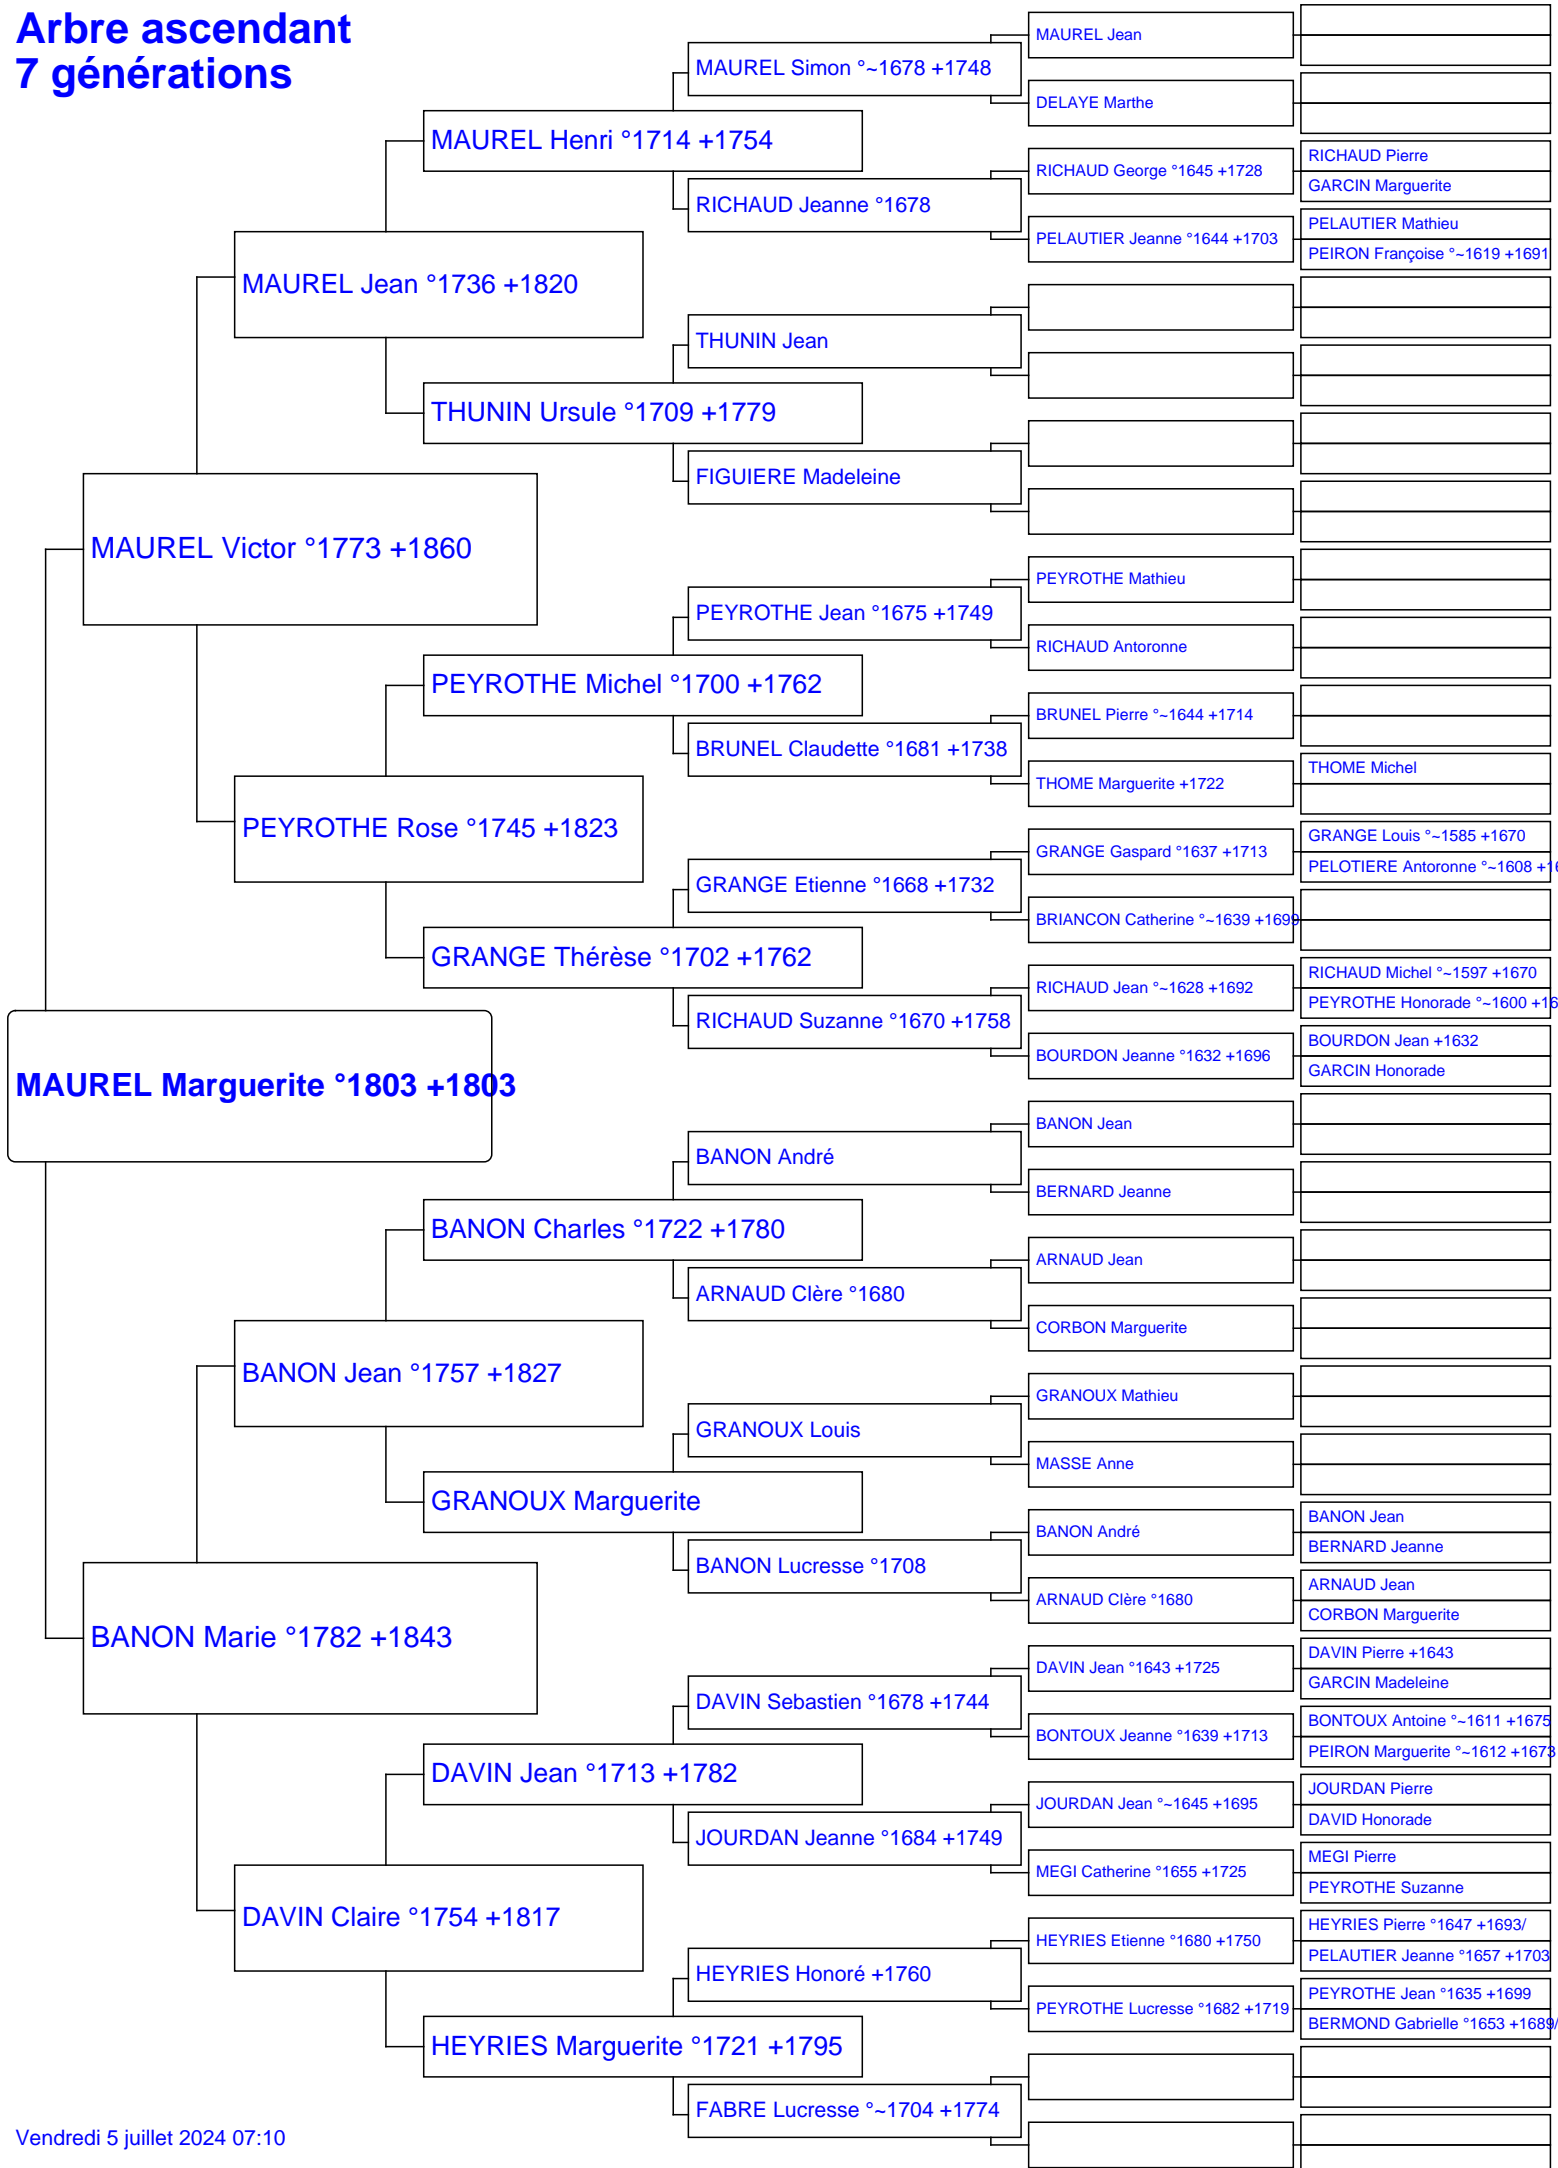 Arbre ascendant
7 générations
MAUREL Marguerite °1803 +1803
MAUREL Victor °1773 +1860
BANON Marie °1782 +1843
MAUREL Jean °1736 +1820
PEYROTHE Rose °1745 +1823
BANON Jean °1757 +1827
DAVIN Claire °1754 +1817
MAUREL Henri °1714 +1754
THUNIN Ursule °1709 +1779
PEYROTHE Michel °1700 +1762
GRANGE Thérèse °1702 +1762
BANON Charles °1722 +1780
GRANOUX Marguerite
DAVIN Jean °1713 +1782
HEYRIES Marguerite °1721 +1795
MAUREL Simon °~1678 +1748
RICHAUD Jeanne °1678
THUNIN Jean
FIGUIERE Madeleine
PEYROTHE Jean °1675 +1749
BRUNEL Claudette °1681 +1738
GRANGE Etienne °1668 +1732
RICHAUD Suzanne °1670 +1758
BANON André
ARNAUD Clère °1680
GRANOUX Louis
BANON Lucresse °1708
DAVIN Sebastien °1678 +1744
JOURDAN Jeanne °1684 +1749
HEYRIES Honoré +1760
FABRE Lucresse °~1704 +1774
MAUREL Jean
DELAYE Marthe
RICHAUD George °1645 +1728
PELAUTIER Jeanne °1644 +1703
PEYROTHE Mathieu
RICHAUD Antoronne
BRUNEL Pierre °~1644 +1714
THOME Marguerite +1722
GRANGE Gaspard °1637 +1713
BRIANCON Catherine °~1639 +1699
RICHAUD Jean °~1628 +1692
BOURDON Jeanne °1632 +1696
BANON Jean
BERNARD Jeanne
ARNAUD Jean
CORBON Marguerite
GRANOUX Mathieu
MASSE Anne
BANON André
ARNAUD Clère °1680
DAVIN Jean °1643 +1725
BONTOUX Jeanne °1639 +1713
JOURDAN Jean °~1645 +1695
MEGI Catherine °1655 +1725
HEYRIES Etienne °1680 +1750
PEYROTHE Lucresse °1682 +1719
RICHAUD Pierre
GARCIN Marguerite
PELAUTIER Mathieu
PEIRON Françoise °~1619 +1691
THOME Michel
GRANGE Louis °~1585 +1670
PELOTIERE Antoronne °~1608 +16
RICHAUD Michel °~1597 +1670
PEYROTHE Honorade °~1600 +16
BOURDON Jean +1632
GARCIN Honorade
BANON Jean
BERNARD Jeanne
ARNAUD Jean
CORBON Marguerite
DAVIN Pierre +1643
GARCIN Madeleine
BONTOUX Antoine °~1611 +1675
PEIRON Marguerite °~1612 +1673
JOURDAN Pierre
DAVID Honorade
MEGI Pierre
PEYROTHE Suzanne
HEYRIES Pierre °1647 +1693/
PELAUTIER Jeanne °1657 +1703
PEYROTHE Jean °1635 +1699
BERMOND Gabrielle °1653 +1689/
Vendredi 5 juillet 2024 07:10